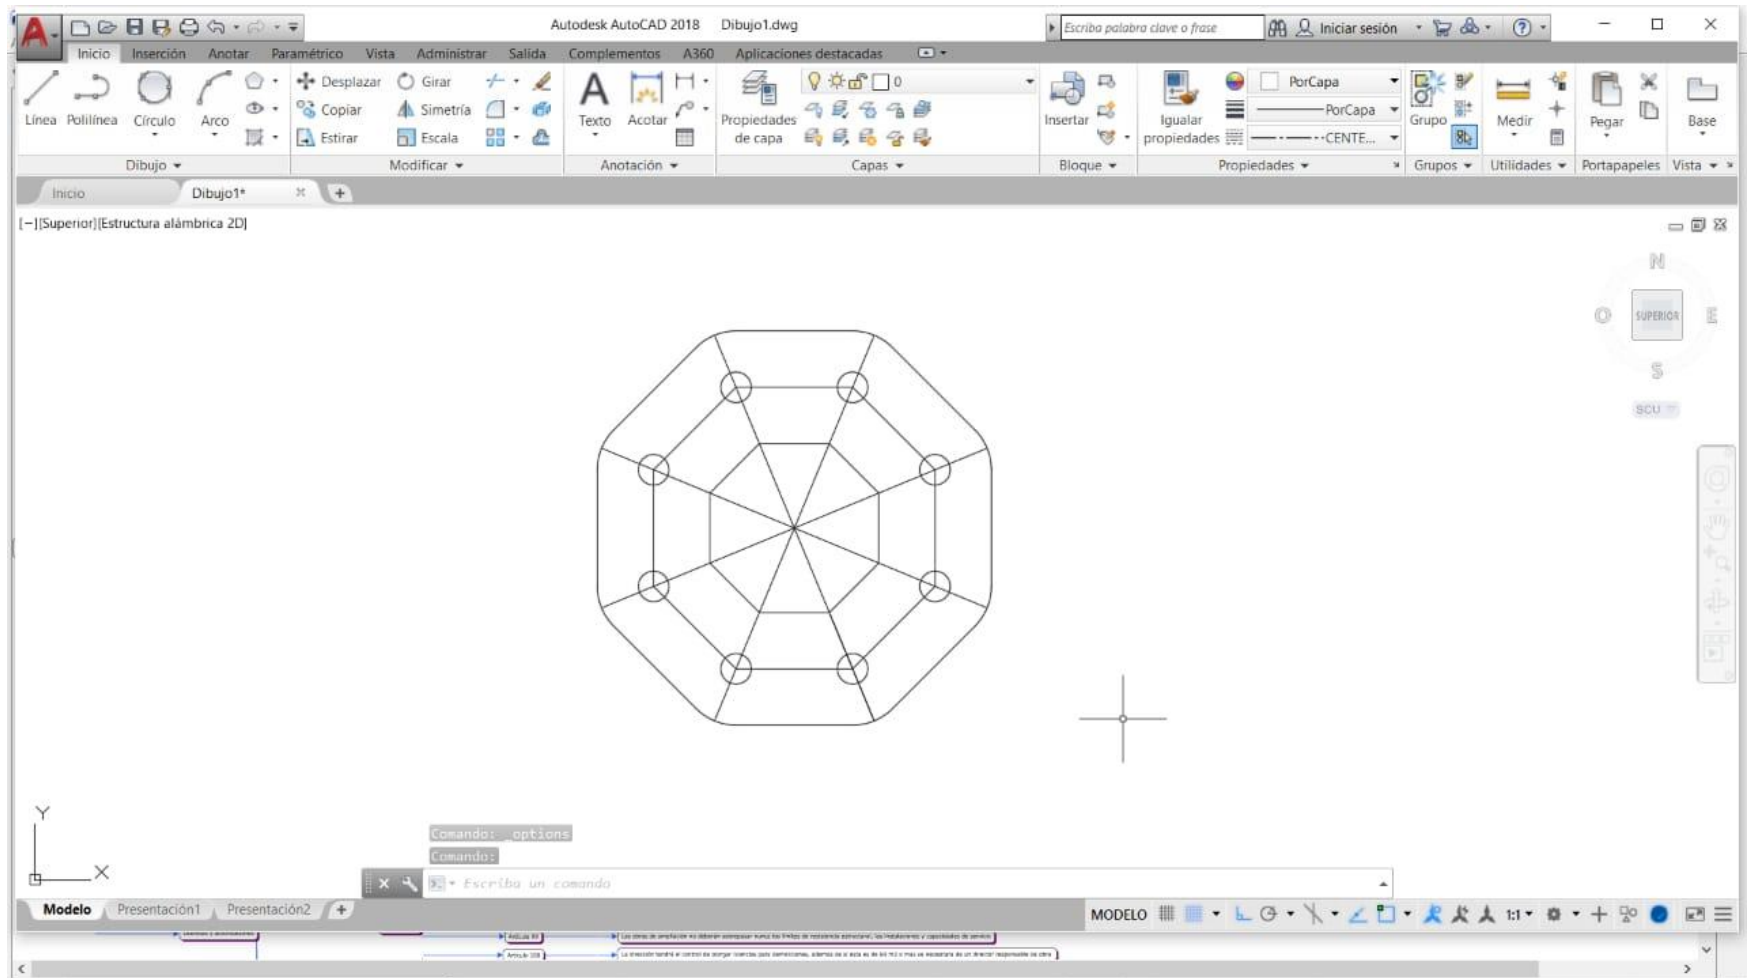 Autodesk AutoCAD 2018 Dibujo1.dwg
Escriba palabra clave o frase
Iniciar sesión
Inicio Inserción Anotar Paramétrico Vista Administrar Salida Complementos A360 Aplicaciones destacadas
Línea Polilínea Círculo Arco
Desplazar Girar
Copiar Simetría
Estirar Escala
Texto Acotar
Propiedades de capa
0
Insertar
Igualar propiedades
PorCapa
PorCapa
CENTE...
Grupo
Medir
Pegar
Base
Dibujo Modificar Anotación Capas Bloque Propiedades Grupos Utilidades Portapapeles Vista
Inicio Dibujo1* +
[−][Superior][Estructura alámbrica 2D]
N
O SUPERIOR E
S
SCU
Y
X
Comando: _options
Comando:
Escriba un comando
Modelo Presentación1 Presentación2 +
MODELO 1:1